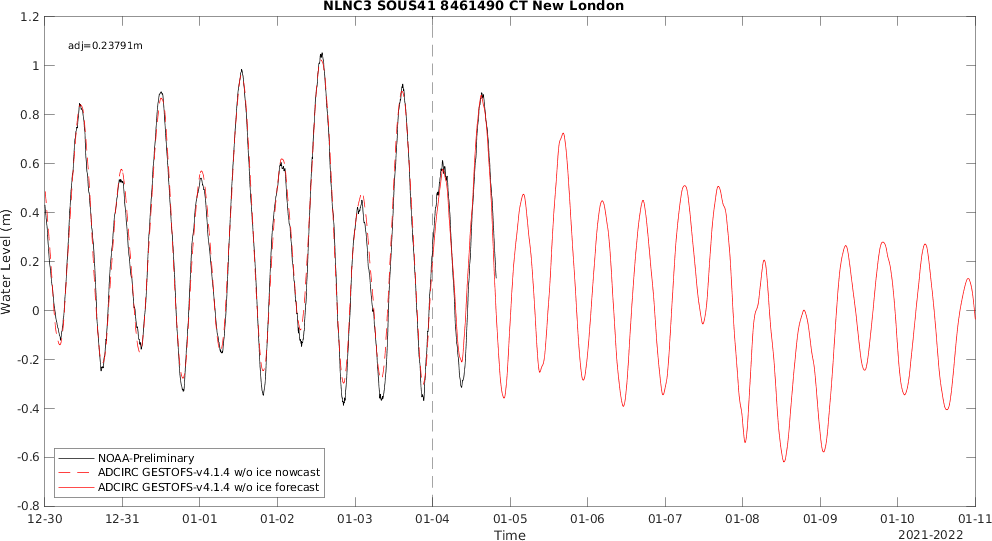 NLNC3 SOUS41 8461490 CT New London
adj=0.23791m
Water Level (m)
1.2
1
0.8
0.6
0.4
0.2
0
-0.2
-0.4
-0.6
-0.8
NOAA-Preliminary
ADCIRC GESTOFS-v4.1.4 w/o ice nowcast
ADCIRC GESTOFS-v4.1.4 w/o ice forecast
12-30 12-31 01-01 01-02 01-03 01-04 01-05 01-06 01-07 01-08 01-09 01-10 01-11
Time
2021-2022